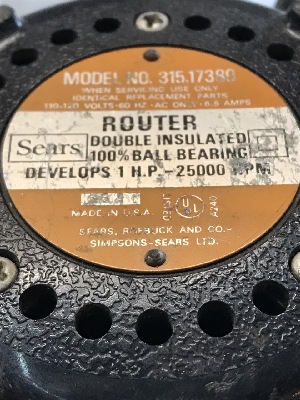 MODEL NO. 315.17380
WHEN SERVICING USE ONLY
IDENTICAL REPLACEMENT PARTS
110-120 VOLTS-60 HZ-AC ONLY-6.5 AMPS
ROUTER
Sears
DOUBLE INSULATED
100% BALL BEARING
DEVELOPS 1 H.P.-25000 RPM
MADE IN U.S.A.
A240
SEARS, ROEBUCK AND CO.-
SIMPSONS-SEARS LTD.